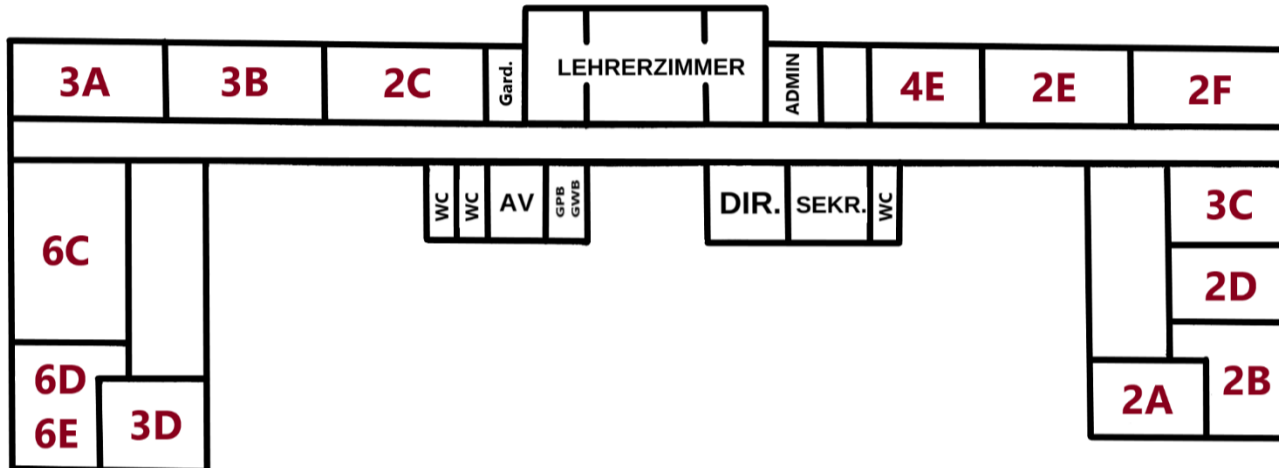 3A
3B
2C
Gard.
LEHRERZIMMER
ADMIN
4E
2E
2F
6C
WC
WC
AV
GPB
GWB
DIR.
SEKR.
WC
3C
2D
6D
6E
3D
2A
2B